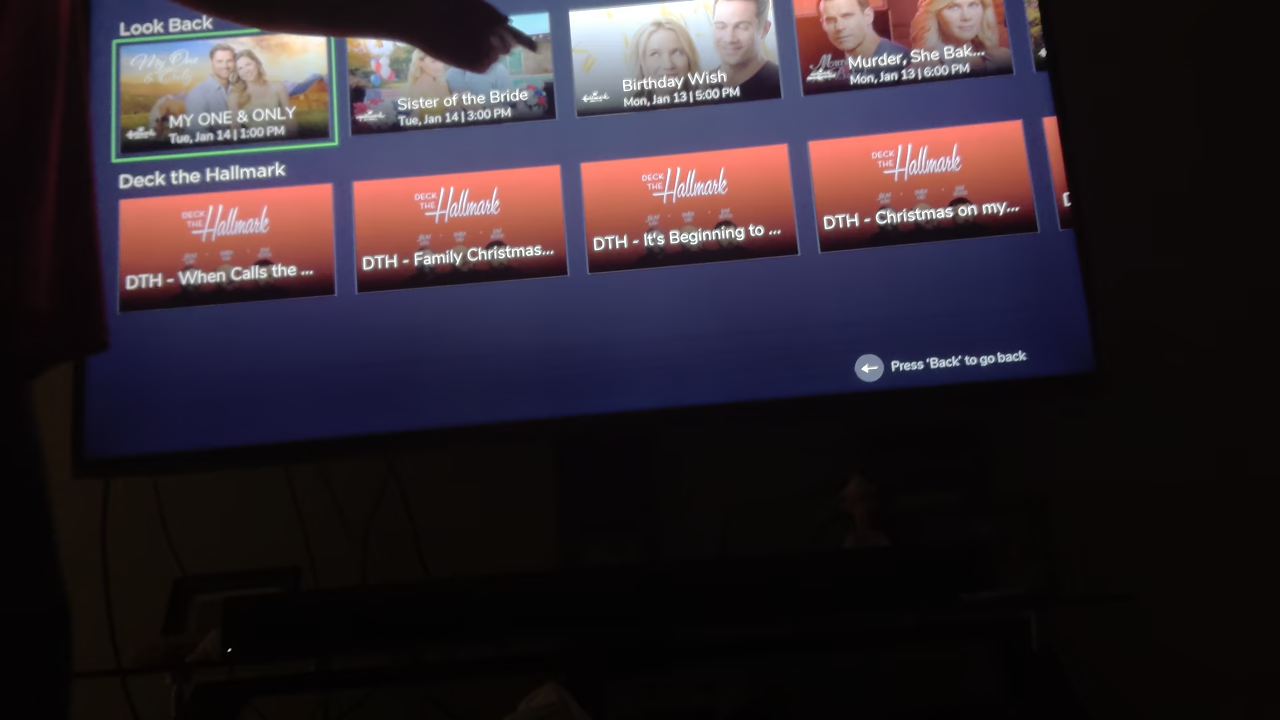 Look Back
My One & Only
MY ONE & ONLY
Tue, Jan 14 | 1:00 PM
Sister of the Bride
Tue, Jan 14 | 3:00 PM
Birthday Wish
Mon, Jan 13 | 5:00 PM
Murder, She Bak...
Mon, Jan 13 | 6:00 PM
Deck the Hallmark
DECK THE Hallmark
DTH - When Calls the ...
DECK THE Hallmark
DTH - Family Christmas...
DECK THE Hallmark
DTH - It's Beginning to ...
DECK THE Hallmark
DTH - Christmas on my...
Press 'Back' to go back